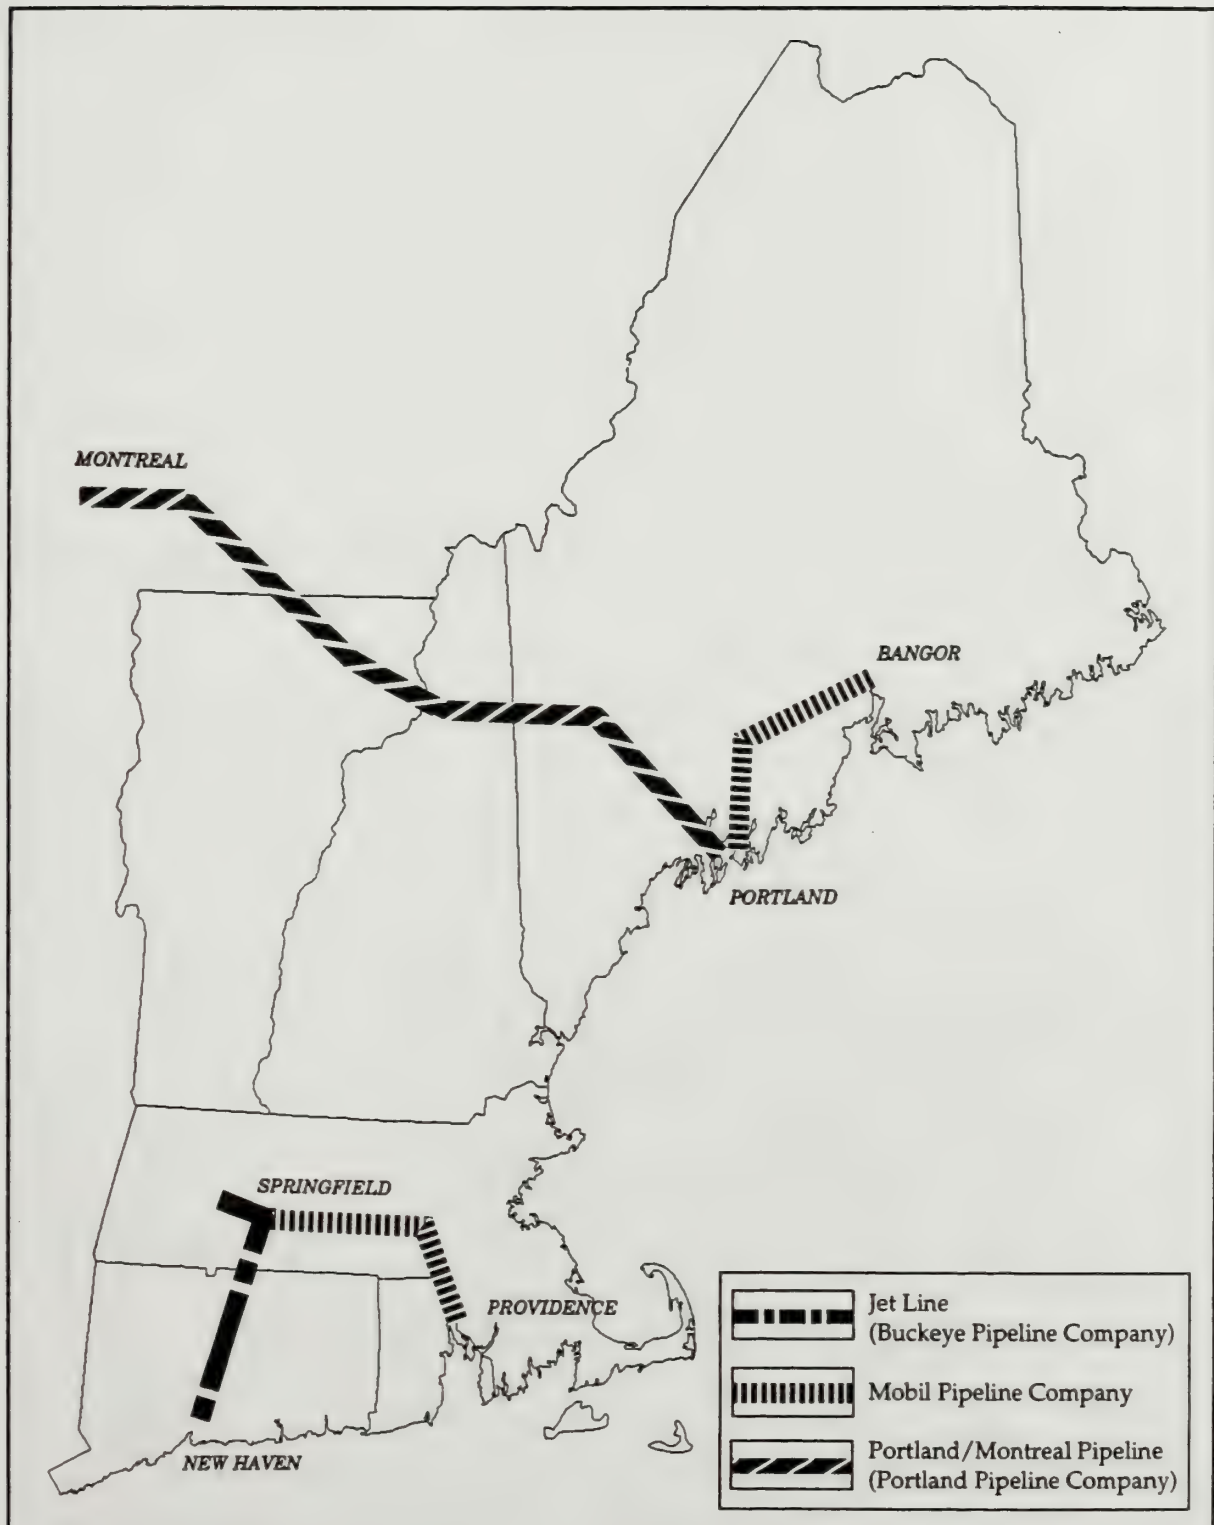 MONTREAL
BANGOR
PORTLAND
SPRINGFIELD
PROVIDENCE
NEW HAVEN
Jet Line
(Buckeye Pipeline Company)
Mobil Pipeline Company
Portland/Montreal Pipeline
(Portland Pipeline Company)